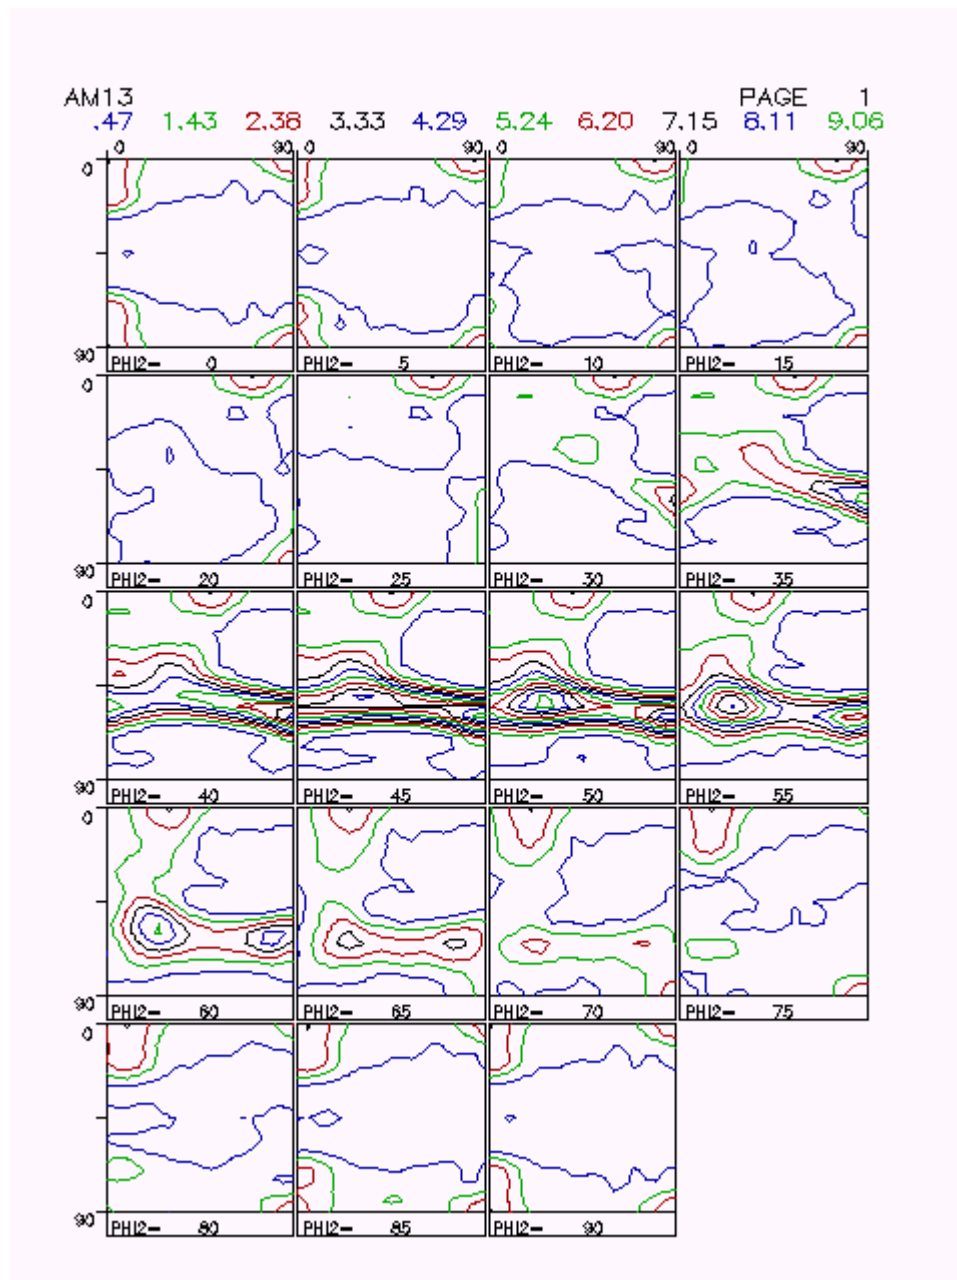 AM13 PAGE 1
.47 1.43 2.38 3.33 4.29 5.24 6.20 7.15 8.11 9.06
0 90 0 90 0 90 0 90
0
90 PHI2= 0 PHI2= 5 PHI2= 10 PHI2= 15
0
90 PHI2= 20 PHI2= 25 PHI2= 30 PHI2= 35
0
90 PHI2= 40 PHI2= 45 PHI2= 50 PHI2= 55
0
90 PHI2= 60 PHI2= 65 PHI2= 70 PHI2= 75
0
90 PHI2= 80 PHI2= 85 PHI2= 90